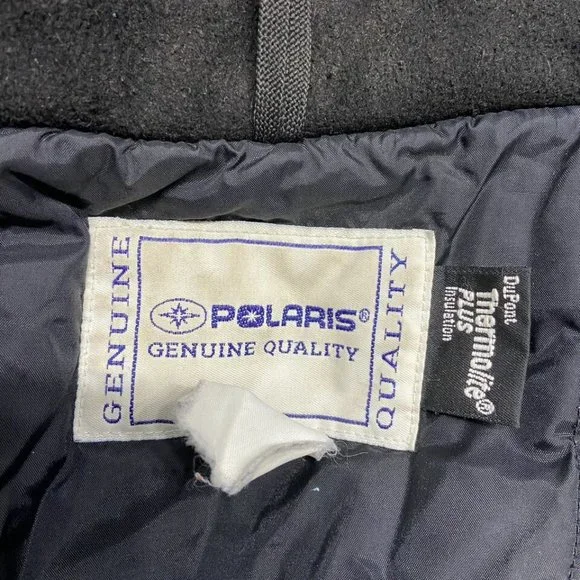 GENUINE
POLARIS®
GENUINE QUALITY
QUALITY
DuPont
Thermolite®
PLUS
Insulation